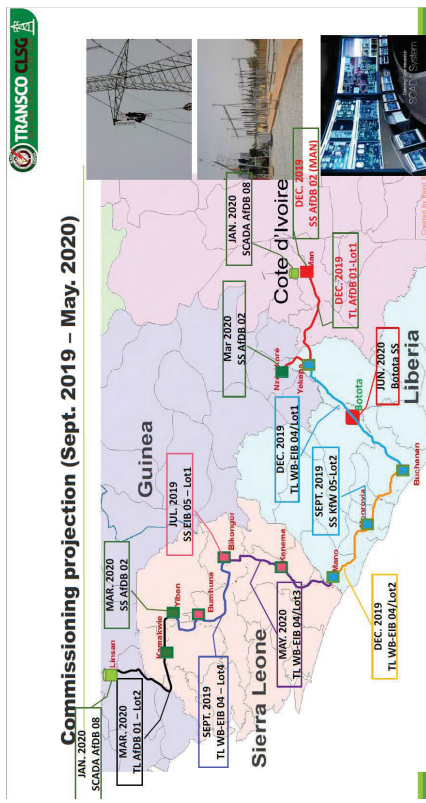 TRANSCO CLSG
Commissioning projection (Sept. 2019 – May. 2020)
JAN. 2020
SCADA AfDB 08
MAR. 2020
TL AfDB 01 – Lot2
MAR. 2020
SS AfDB 02
JUL. 2019
SS EIB 05 – Lot1
Mar 2020
SS AfDB 02
JAN. 2020
SCADA AfDB 08
DEC. 2019
SS AfDB 02 (MAN)
DEC. 2019
TL AfDB 01-Lot1
DEC. 2019
TL WB-EIB 04/Lot1
SEPT. 2019
SS KfW 05-Lot2
JUN. 2020
Botota SS
SEPT. 2019
TL WB-EIB 04 – Lot4
MAY. 2020
TL WB-EIB 04/Lot3
DEC. 2019
TL WB-EIB 04/Lot2
Guinea
Sierra Leone
Cote d'Ivoire
Liberia
Linsan
Kamakwie
Yiben
Bumbuna
Bikongor
Kenema
Mano
Monrovia
Buchanan
Botota
Yekepa
Man
SCADA System